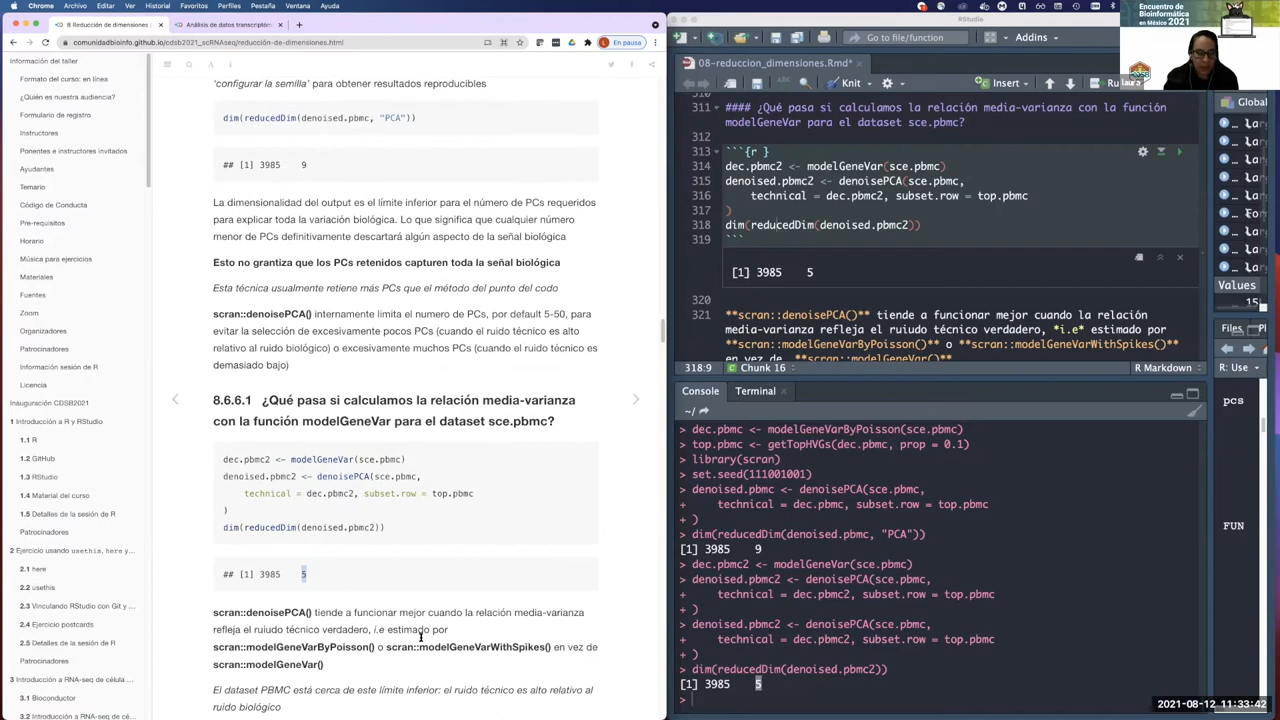 Chrome Archivo Editar Ver Historial Favoritos Perfiles Pestaña Ventana Ayuda
8 Reducción de dimensiones
Análisis de datos transcriptóm
comunidadbioinfo.github.io/cdsb2021_scRNAseq/reducción-de-dimensiones.html
L En pausa
Información del taller
Formato del curso: en línea
¿Quién es nuestra audiencia?
Formulario de registro
Instructores
Ponentes e instructores invitados
Ayudantes
Temario
Código de Conducta
Pre-requisitos
Horario
Música para ejercicios
Materiales
Fuentes
Zoom
Organizadores
Patrocinadores
Información sesión de R
Licencia
Inauguración CDSB2021
1 Introducción a R y RStudio
1.1 R
1.2 GitHub
1.3 RStudio
1.4 Material del curso
1.5 Detalles de la sesión de R
Patrocinadores
2 Ejercicio usando usethis, here y…
2.1 here
2.2 usethis
2.3 Vinculando RStudio con Git y …
2.4 Ejercicio postcards
2.5 Detalles de la sesión de R
Patrocinadores
3 Introducción a RNA-seq de célula …
3.1 Bioconductor
3.2 Introducción a RNA-seq de cé…
'configurar la semilla' para obtener resultados reproducibles
dim(reducedDim(denoised.pbmc, "PCA"))
## [1] 3985 9
La dimensionalidad del output es el límite inferior para el número de PCs requeridos
para explicar toda la variación biológica. Lo que significa que cualquier número
menor de PCs definitivamente descartará algún aspecto de la señal biológica
Esto no grantiza que los PCs retenidos capturen toda la señal biológica
Esta técnica usualmente retiene más PCs que el método del punto del codo
scran::denoisePCA() internamente limita el numero de PCs, por default 5-50, para
evitar la selección de excesivamente pocos PCs (cuando el ruido técnico es alto
relativo al ruido biológico) o excesivamente muchos PCs (cuando el ruido técnico es
demasiado bajo)
8.6.6.1 ¿Qué pasa si calculamos la relación media-varianza
con la función modelGeneVar para el dataset sce.pbmc?
dec.pbmc2 <- modelGeneVar(sce.pbmc)
denoised.pbmc2 <- denoisePCA(sce.pbmc,
technical = dec.pbmc2, subset.row = top.pbmc
)
dim(reducedDim(denoised.pbmc2))
## [1] 3985 5
scran::denoisePCA() tiende a funcionar mejor cuando la relación media-varianza
refleja el ruiudo técnico verdadero, i.e estimado por
scran::modelGeneVarByPoisson() o scran::modelGeneVarWithSpikes() en vez de
scran::modelGeneVar()
El dataset PBMC está cerca de este límite inferior: el ruido técnico es alto relativo al
ruido biológico
RStudio
Go to file/function
Addins
08-reduccion_dimensiones.Rmd*
Insert
Global
310
311 #### ¿Qué pasa si calculamos la relación media-varianza con la función
modelGeneVar para el dataset sce.pbmc?
312
313 ```{r }
314 dec.pbmc2 <- modelGeneVar(sce.pbmc)
315 denoised.pbmc2 <- denoisePCA(sce.pbmc,
316 technical = dec.pbmc2, subset.row = top.pbmc
317 )
318 dim(reducedDim(denoised.pbmc2))
319 ```
[1] 3985 5
320
321 **scran::denoisePCA()** tiende a funcionar mejor cuando la relación
media-varianza refleja el ruiudo técnico verdadero, *i.e* estimado por
**scran::modelGeneVarByPoisson()** o **scran::modelGeneVarWithSpikes()**
en vez de **scran::modelGeneVar()**
318:9 Chunk 16 R Markdown
Console Terminal
~/
> dec.pbmc <- modelGeneVarByPoisson(sce.pbmc)
> top.pbmc <- getTopHVGs(dec.pbmc, prop = 0.1)
> library(scran)
> set.seed(111001001)
> denoised.pbmc <- denoisePCA(sce.pbmc,
+ technical = dec.pbmc, subset.row = top.pbmc
+ )
> dim(reducedDim(denoised.pbmc, "PCA"))
[1] 3985 9
> dec.pbmc2 <- modelGeneVar(sce.pbmc)
> denoised.pbmc2 <- denoisePCA(sce.pbmc,
+ technical = dec.pbmc2, subset.row = top.pbmc
+ )
> dim(reducedDim(denoised.pbmc2))
[1] 3985 5
>
Values
Files
R: Use
pcs
FUN
Encuentro de
Bioinformática
en México
2021
2021-08-12 11:33:42